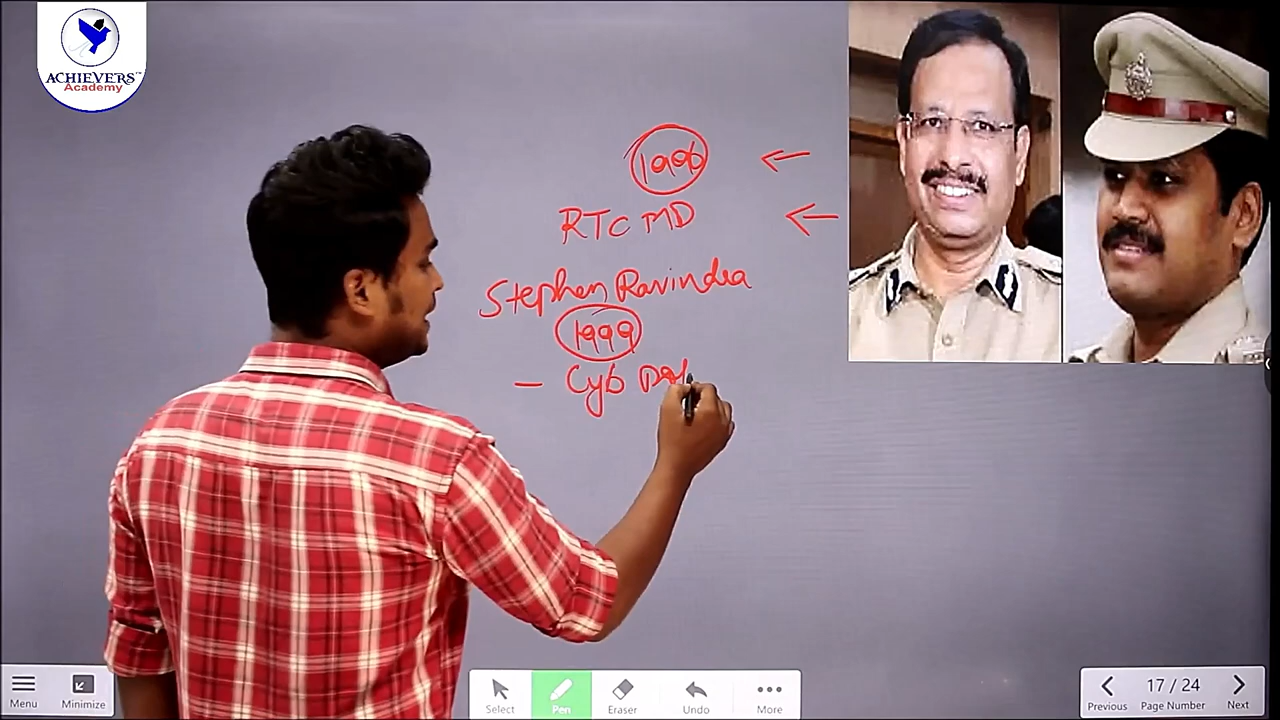 ACHIEVERS™
Academy
1996
RTC MD
Stephen Ravindra
1999
- Cyb
Menu
Minimize
Select
Pen
Eraser
Undo
More
Previous
17 / 24
Page Number
Next